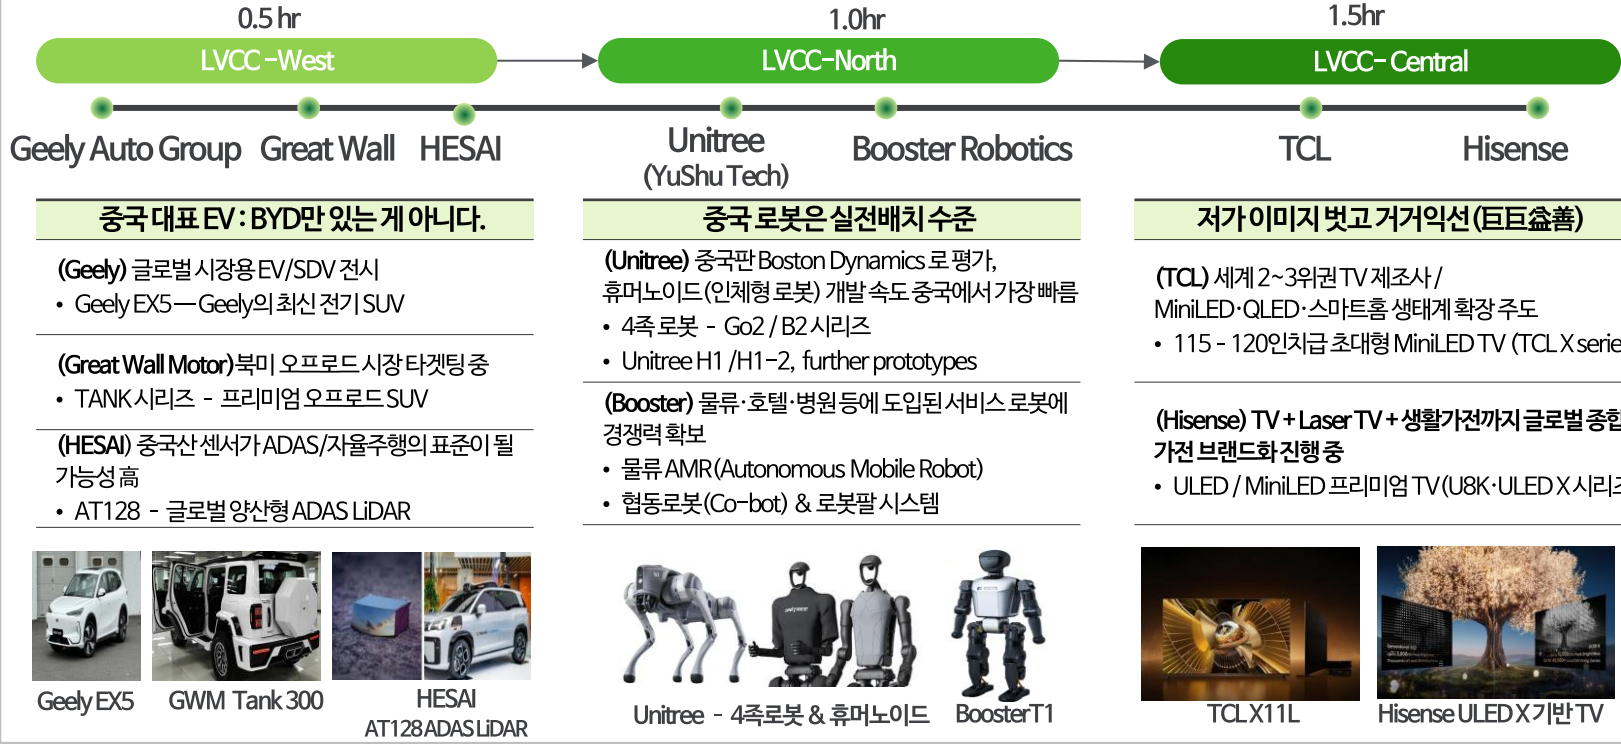 0.5 hr
1.0hr
1.5hr
LVCC -West
LVCC-North
LVCC- Central
Geely Auto Group
Great Wall
HESAI
Unitree
(YuShu Tech)
Booster Robotics
TCL
Hisense
중국 대표 EV : BYD만 있는 게 아니다.
(Geely) 글로벌 시장용 EV/SDV 전시
• Geely EX5 — Geely의 최신 전기 SUV
(Great Wall Motor)북미 오프로드 시장 타겟팅 중
• TANK 시리즈 - 프리미엄 오프로드 SUV
(HESAI) 중국산 센서가 ADAS/자율주행의 표준이 될
가능성 高
• AT128 - 글로벌 양산형 ADAS LiDAR
Geely EX5
GWM Tank 300
HESAI
AT128 ADAS LiDAR
중국 로봇은 실전배치 수준
(Unitree) 중국판 Boston Dynamics 로 평가,
휴머노이드(인체형 로봇) 개발 속도 중국에서 가장 빠름
• 4족 로봇 - Go2 / B2 시리즈
• Unitree H1 /H1-2, further prototypes
(Booster) 물류·호텔·병원 등에 도입된 서비스 로봇에
경쟁력 확보
• 물류 AMR(Autonomous Mobile Robot)
• 협동로봇(Co-bot) & 로봇팔 시스템
UNITREE
Unitree - 4족로봇 & 휴머노이드
BoosterT1
저가 이미지 벗고 거거익선(巨巨益善)
(TCL) 세계 2~3위권 TV 제조사 /
MiniLED·QLED·스마트홈 생태계 확장 주도
• 115 - 120인치급 초대형 MiniLED TV (TCL X serie
(Hisense) TV + Laser TV + 생활가전까지 글로벌 종합
가전 브랜드화 진행 중
• ULED / MiniLED 프리미엄 TV(U8K·ULED X 시리즈
TCL X11L
Hisense ULED X 기반 TV